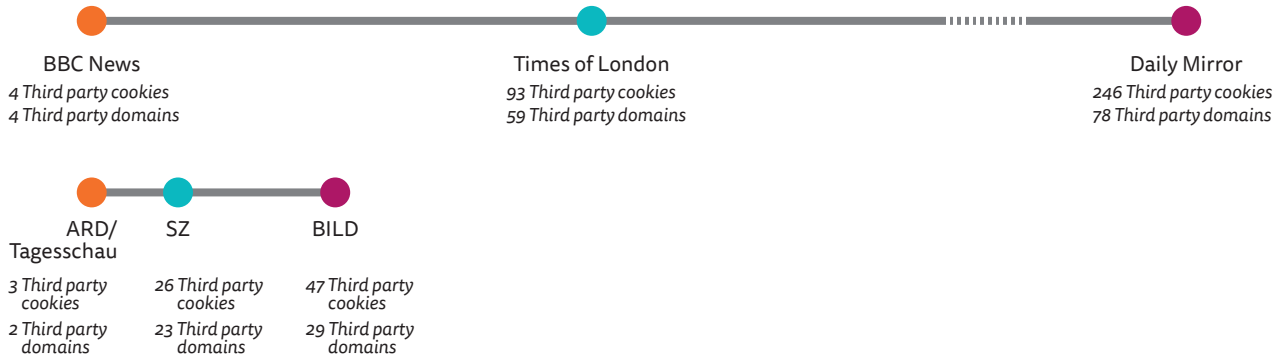 BBC News
4 Third party cookies
4 Third party domains
Times of London
93 Third party cookies
59 Third party domains
Daily Mirror
246 Third party cookies
78 Third party domains
ARD/
Tagesschau
3 Third party
cookies
2 Third party
domains
SZ
26 Third party
cookies
23 Third party
domains
BILD
47 Third party
cookies
29 Third party
domains